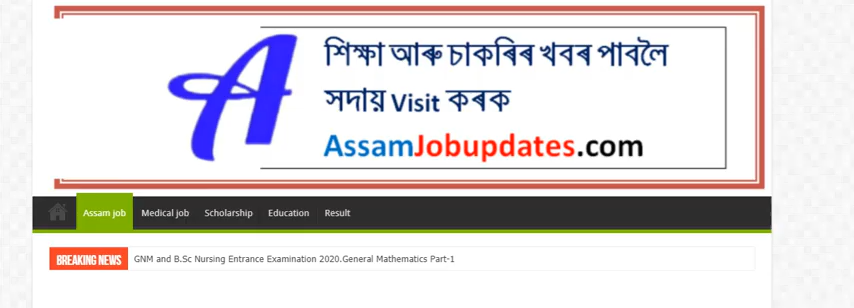 শিক্ষা আৰু চাকৰিৰ খবৰ পাবলৈ
সদায় Visit কৰক
AssamJobupdates.com
Assam job Medical job Scholarship Education Result
BREAKING NEWS GNM and B.Sc Nursing Entrance Examination 2020.General Mathematics Part-1